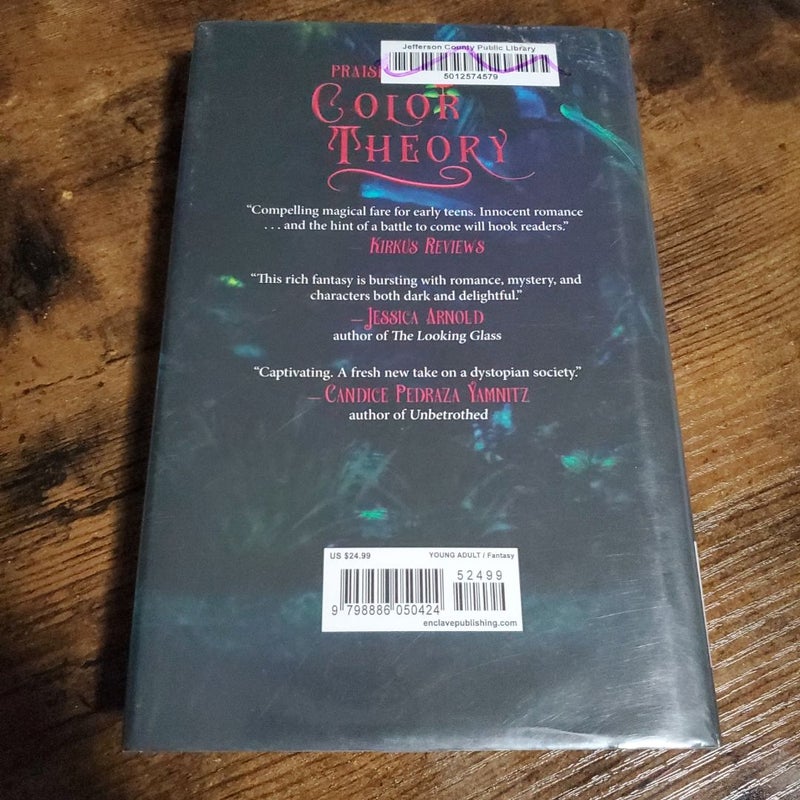 Jefferson County Public Library
5012574579
PRAIS
COLOR
THEORY
“Compelling magical fare for early teens. Innocent romance
. . . and the hint of a battle to come will hook readers.”
KIRKUS REVIEWS
“This rich fantasy is bursting with romance, mystery, and
characters both dark and delightful.”
—JESSICA ARNOLD
author of The Looking Glass
“Captivating. A fresh new take on a dystopian society.”
—CANDICE PEDRAZA YAMNITZ
author of Unbetrothed
US $24.99 YOUNG ADULT / Fantasy
52499
9 798886 050424
enclavepublishing.com